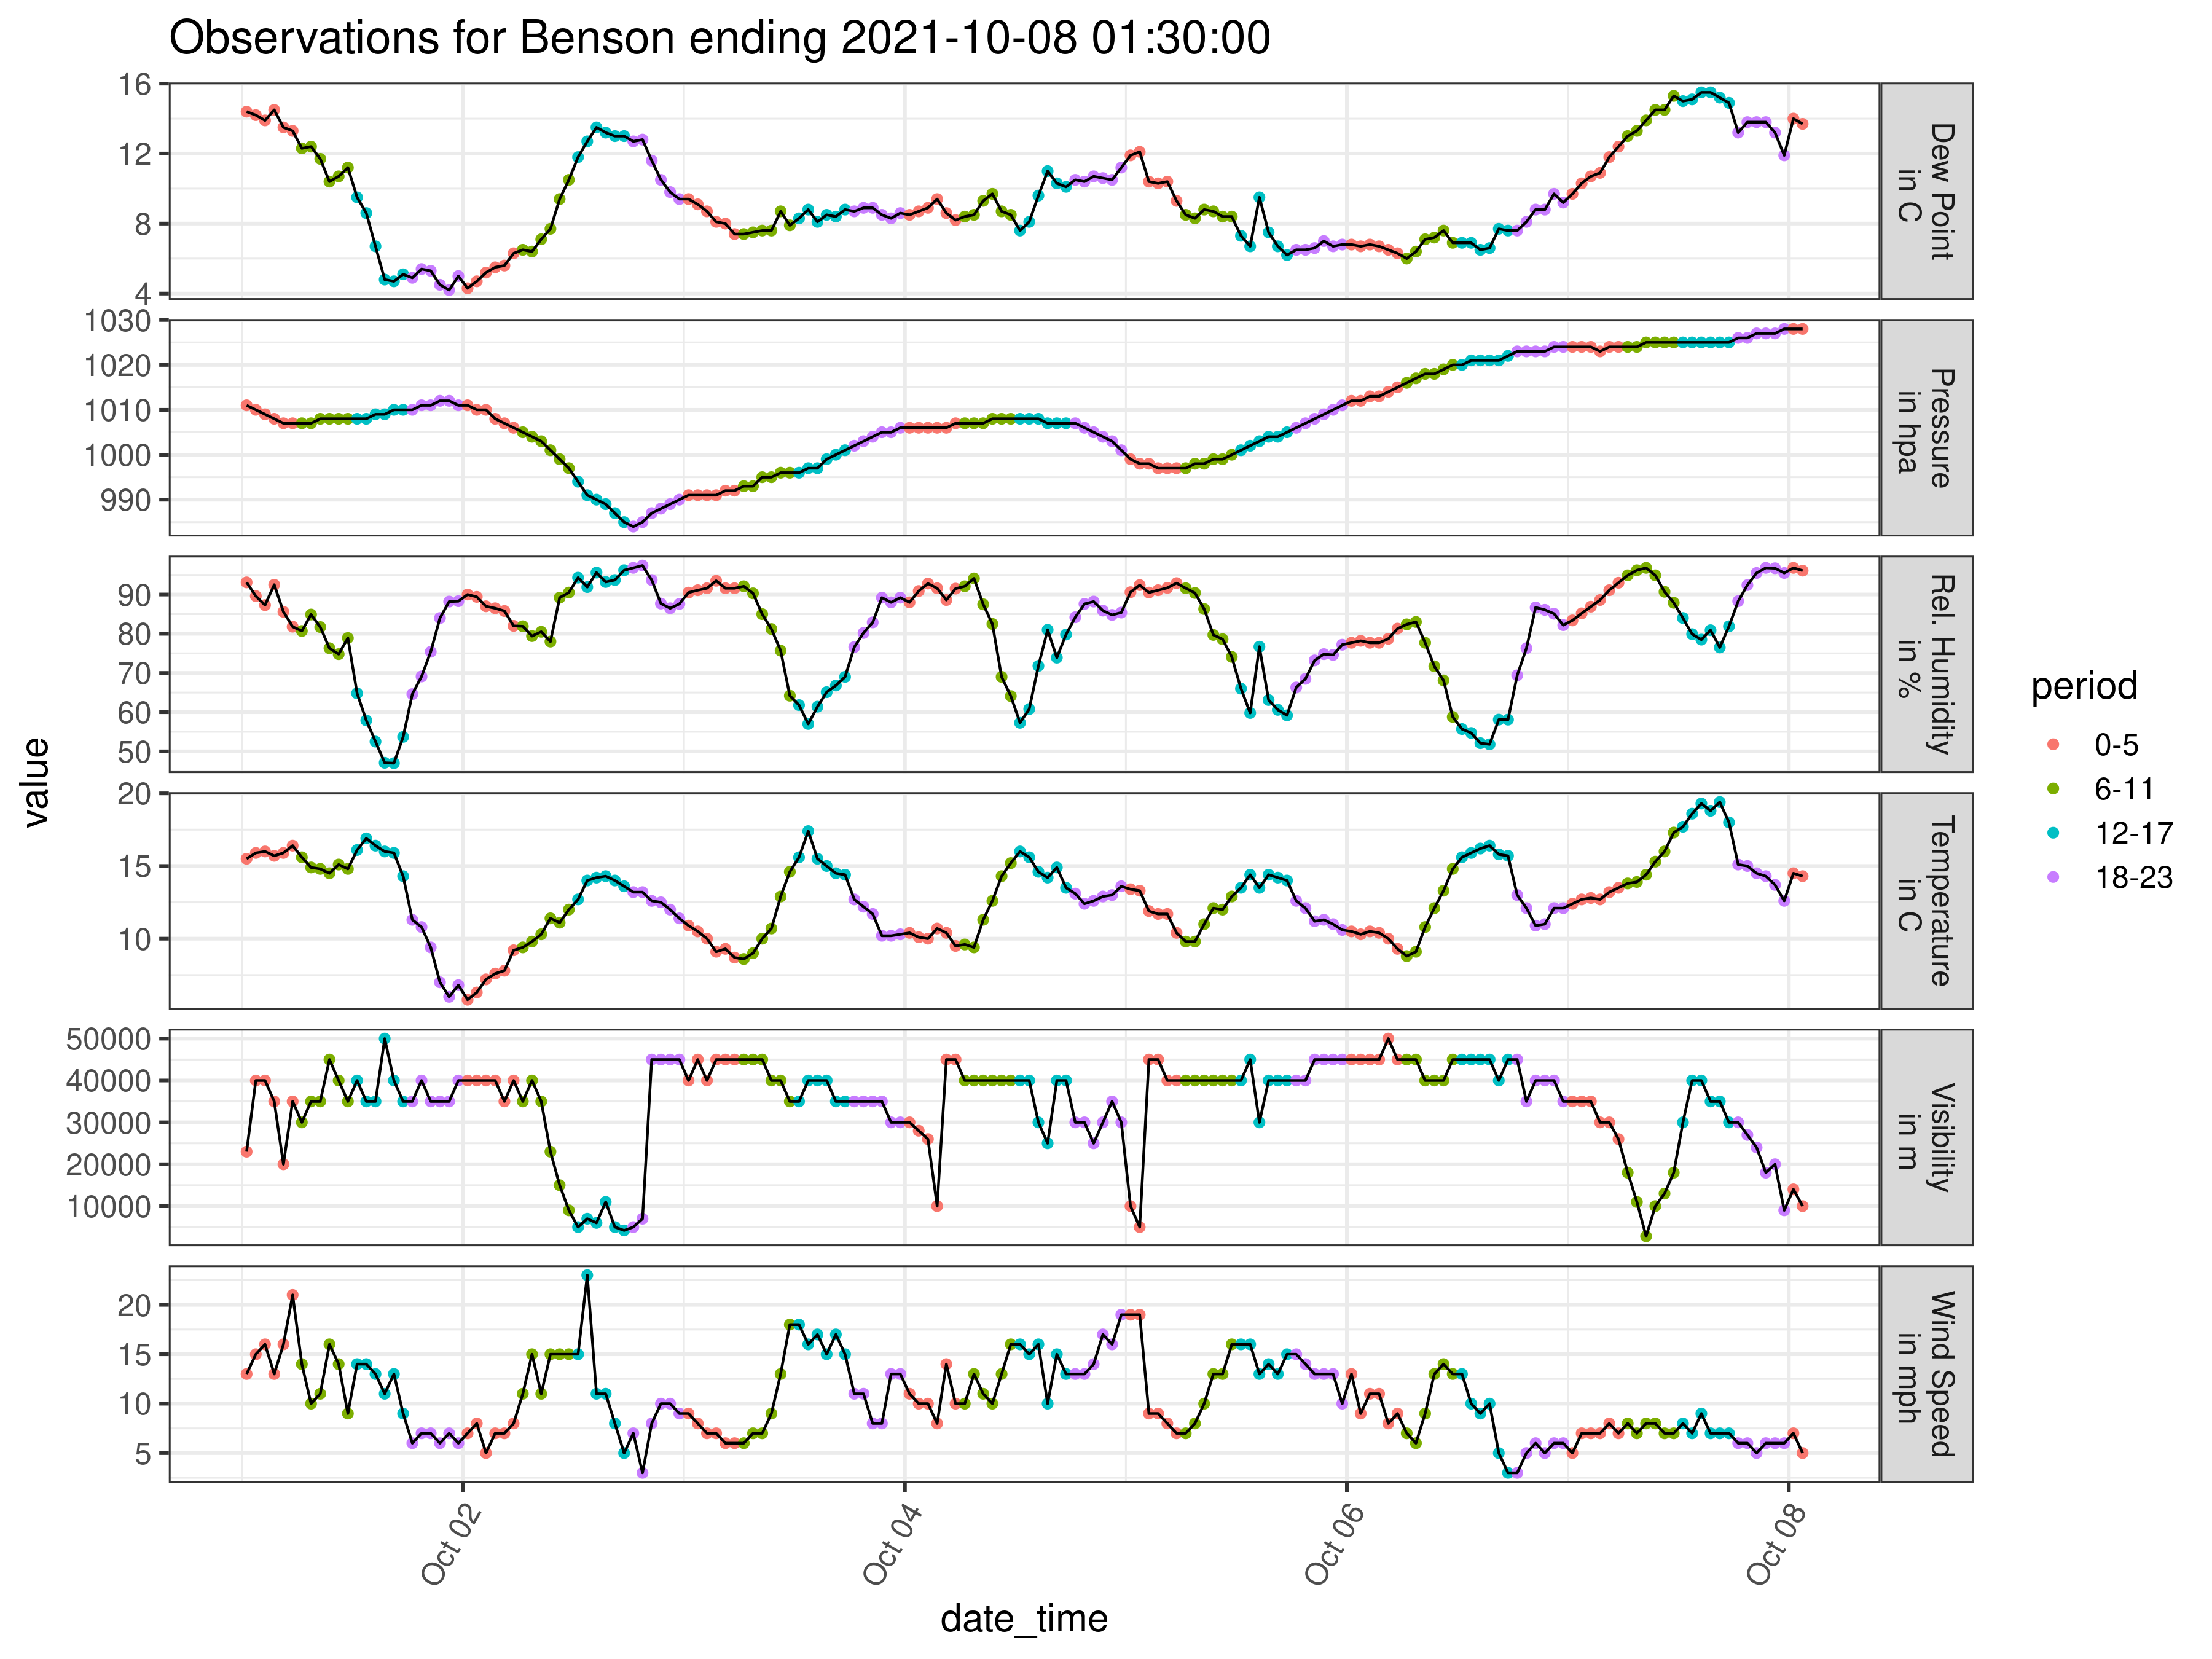 Observations for Benson ending 2021-10-08 01:30:00
value
16
12
8
4
Dew Point
in C
1030
1020
1010
1000
990
Pressure
in hpa
90
80
70
60
50
Rel. Humidity
in %
20
15
10
Temperature
in C
50000
40000
30000
20000
10000
Visibility
in m
20
15
10
5
Wind Speed
in mph
Oct 02
Oct 04
Oct 06
Oct 08
date_time
period
0-5
6-11
12-17
18-23